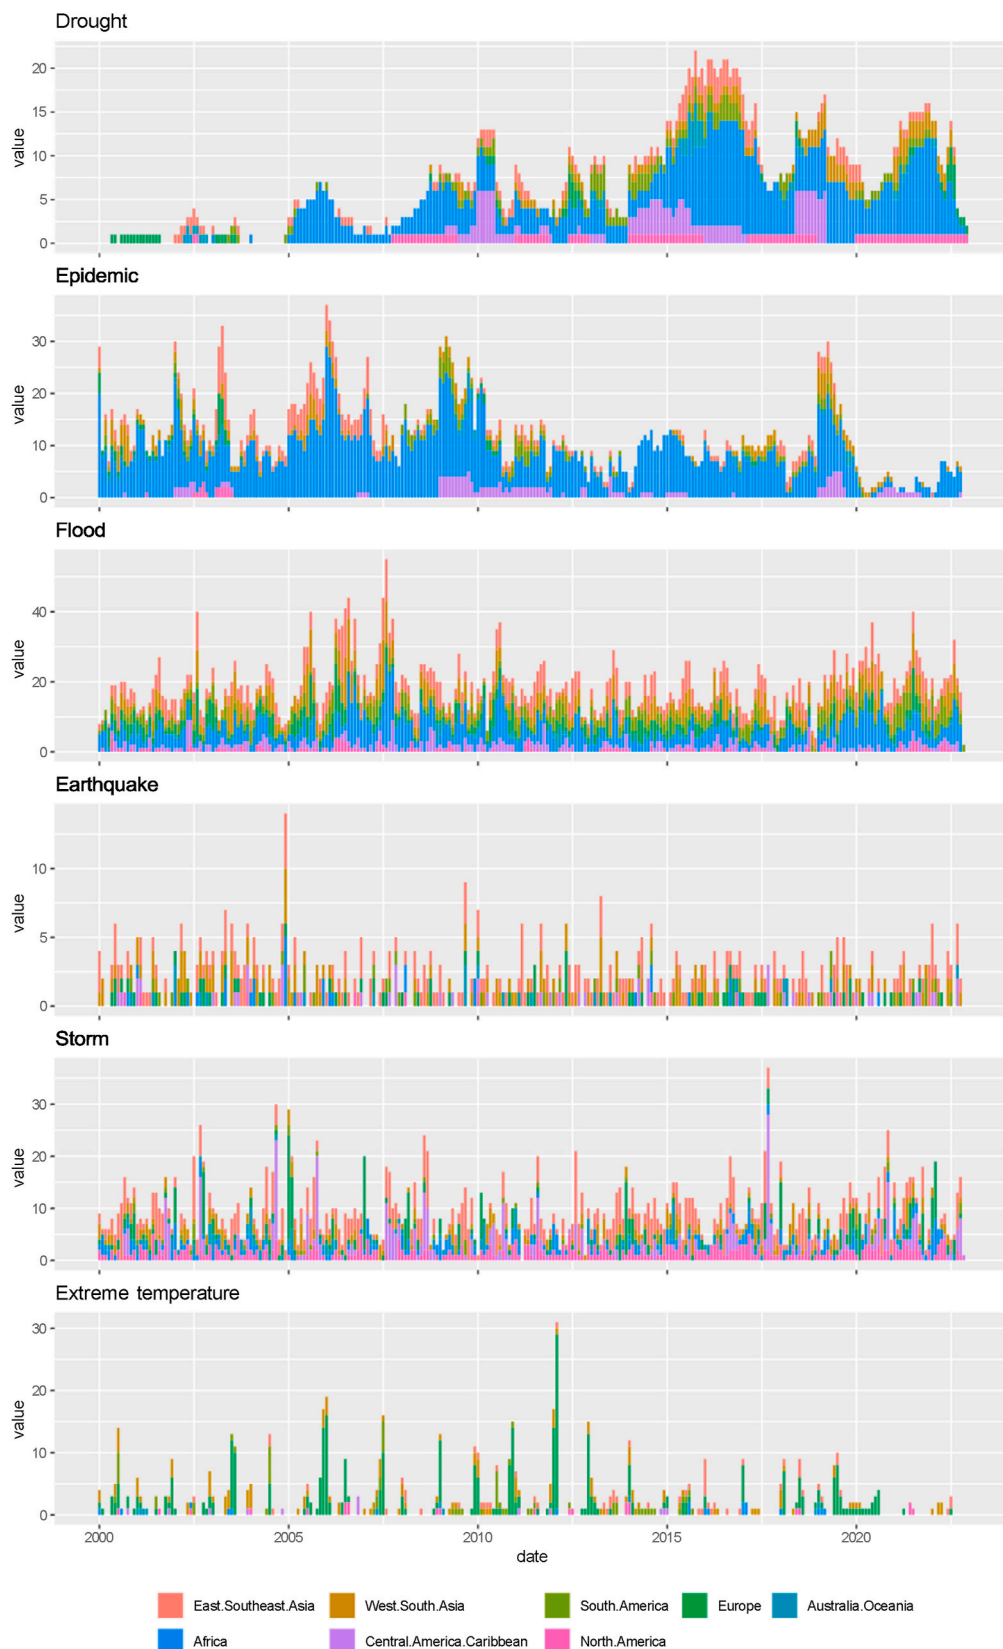 Drought
20
15
10
5
0
value
Epidemic
30
20
10
0
value
Flood
40
20
0
value
Earthquake
10
5
0
value
Storm
30
20
10
0
value
Extreme temperature
30
20
10
0
value
2000 2005 2010 2015 2020
date
East.Southeast.Asia West.South.Asia South.America Europe Australia.Oceania
Africa Central.America.Caribbean North.America